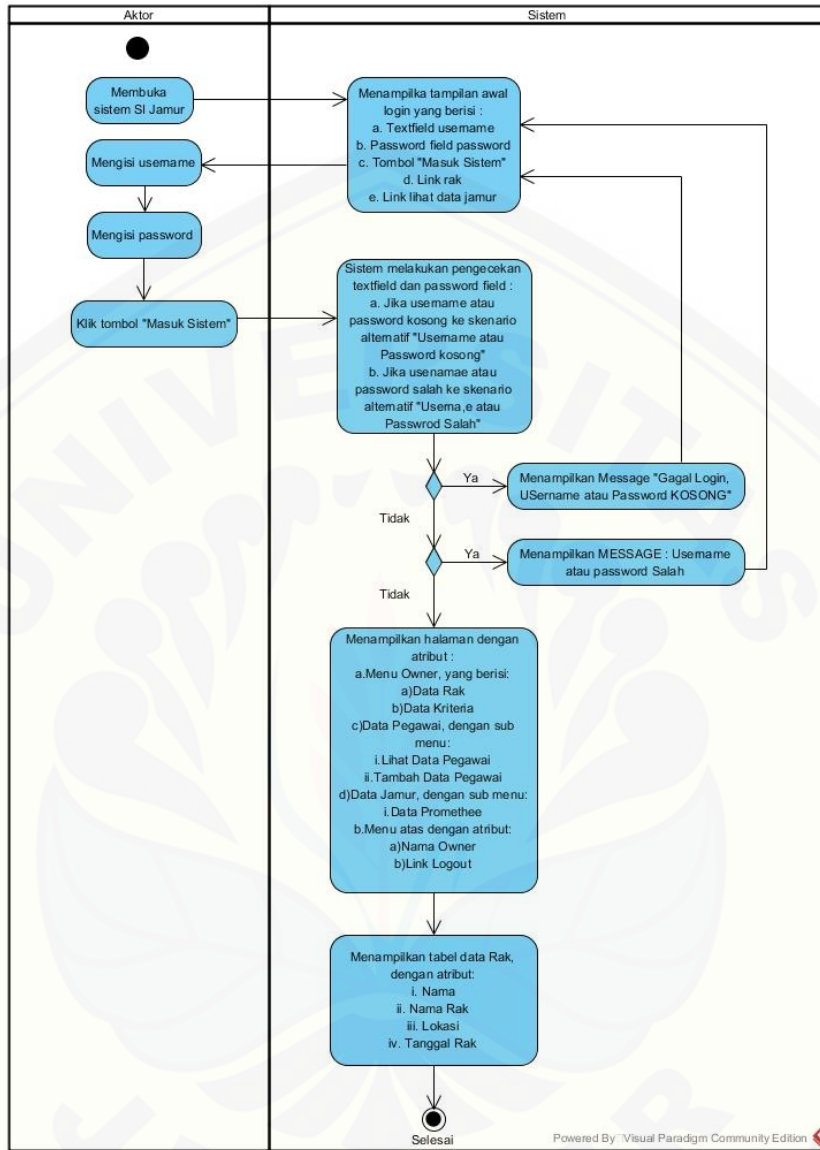 Aktor
Sistem
Membuka
sistem SI Jamur
Menampilka tampilan awal
login yang berisi :
a. Textfield username
b. Password field password
c. Tombol "Masuk Sistem"
d. Link rak
e. Link lihat data jamur
Mengisi username
Mengisi password
Klik tombol "Masuk Sistem"
Sistem melakukan pengecekan
textfield dan password field :
a. Jika username atau
password kosong ke skenario
alternatif "Username atau
Password kosong"
b. Jika usenamae atau
password salah ke skenario
alternatif "Userna,e atau
Passwrod Salah"
Ya
Menampilkan Message "Gagal Login,
USername atau Password KOSONG"
Tidak
Ya
Menampilkan MESSAGE : Username
atau password Salah
Tidak
Menampilkan halaman dengan
atribut :
a.Menu Owner, yang berisi:
a)Data Rak
b)Data Kriteria
c)Data Pegawai, dengan sub
menu:
i.Lihat Data Pegawai
ii.Tambah Data Pegawai
d)Data Jamur, dengan sub menu:
i.Data Promethee
b.Menu atas dengan atribut:
a)Nama Owner
b)Link Logout
Menampilkan tabel data Rak,
dengan atribut:
i. Nama
ii. Nama Rak
iii. Lokasi
iv. Tanggal Rak
Selesai
Powered By Visual Paradigm Community Edition
UNIVERSITAS